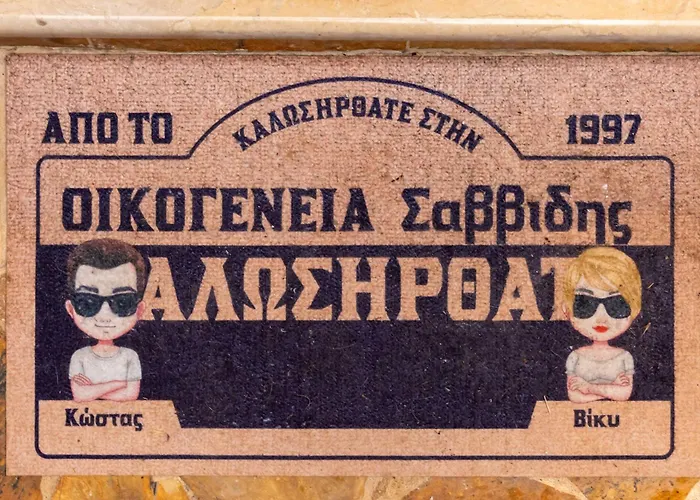 ΚΑΛΩΣΗΡΘΑΤΕ ΣΤΗΝ
ΑΠΟ ΤΟ 1997
ΟΙΚΟΓΕΝΕΙΑ Σαββιδης
ΑΛΩΣΗΡΘΑΤ
Κώστας Βίκυ